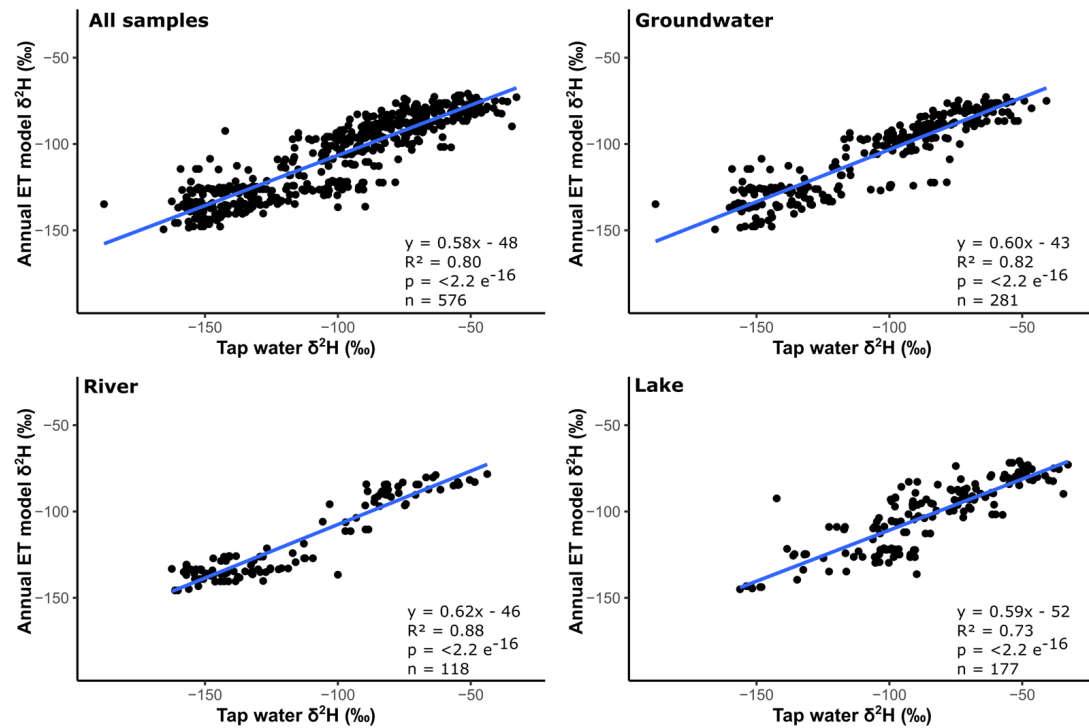 All samples
Annual ET model δ²H (‰)
−50
−100
−150
y = 0.58x - 48
R² = 0.80
p = <2.2 e⁻¹⁶
n = 576
−150 −100 −50
Tap water δ²H (‰)
Groundwater
Annual ET model δ²H (‰)
−50
−100
−150
y = 0.60x - 43
R² = 0.82
p = <2.2 e⁻¹⁶
n = 281
−150 −100 −50
Tap water δ²H (‰)
River
Annual ET model δ²H (‰)
−50
−100
−150
y = 0.62x - 46
R² = 0.88
p = <2.2 e⁻¹⁶
n = 118
−150 −100 −50
Tap water δ²H (‰)
Lake
Annual ET model δ²H (‰)
−50
−100
−150
y = 0.59x - 52
R² = 0.73
p = <2.2 e⁻¹⁶
n = 177
−150 −100 −50
Tap water δ²H (‰)